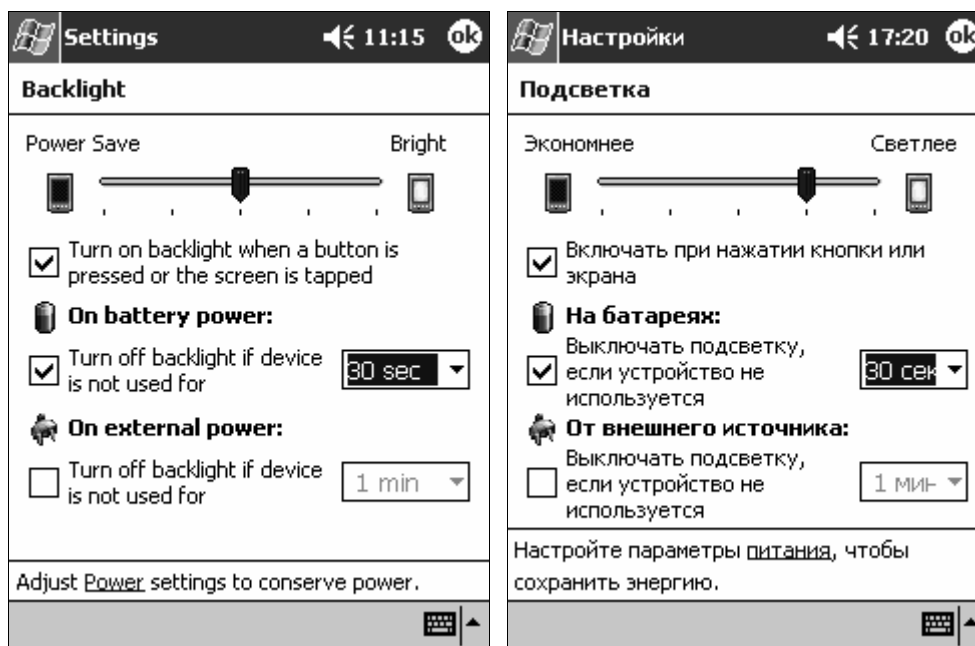 Settings 11:15 ok
Backlight
Power Save Bright
Turn on backlight when a button is
pressed or the screen is tapped
On battery power:
Turn off backlight if device
is not used for
30 sec
On external power:
Turn off backlight if device
is not used for
1 min
Adjust Power settings to conserve power.
Настройки 17:20 ok
Подсветка
Экономнее Светлее
Включать при нажатии кнопки или
экрана
На батареях:
Выключать подсветку,
если устройство не
используется
30 сек
От внешнего источника:
Выключать подсветку,
если устройство не
используется
1 мин
Настройте параметры питания, чтобы
сохранить энергию.